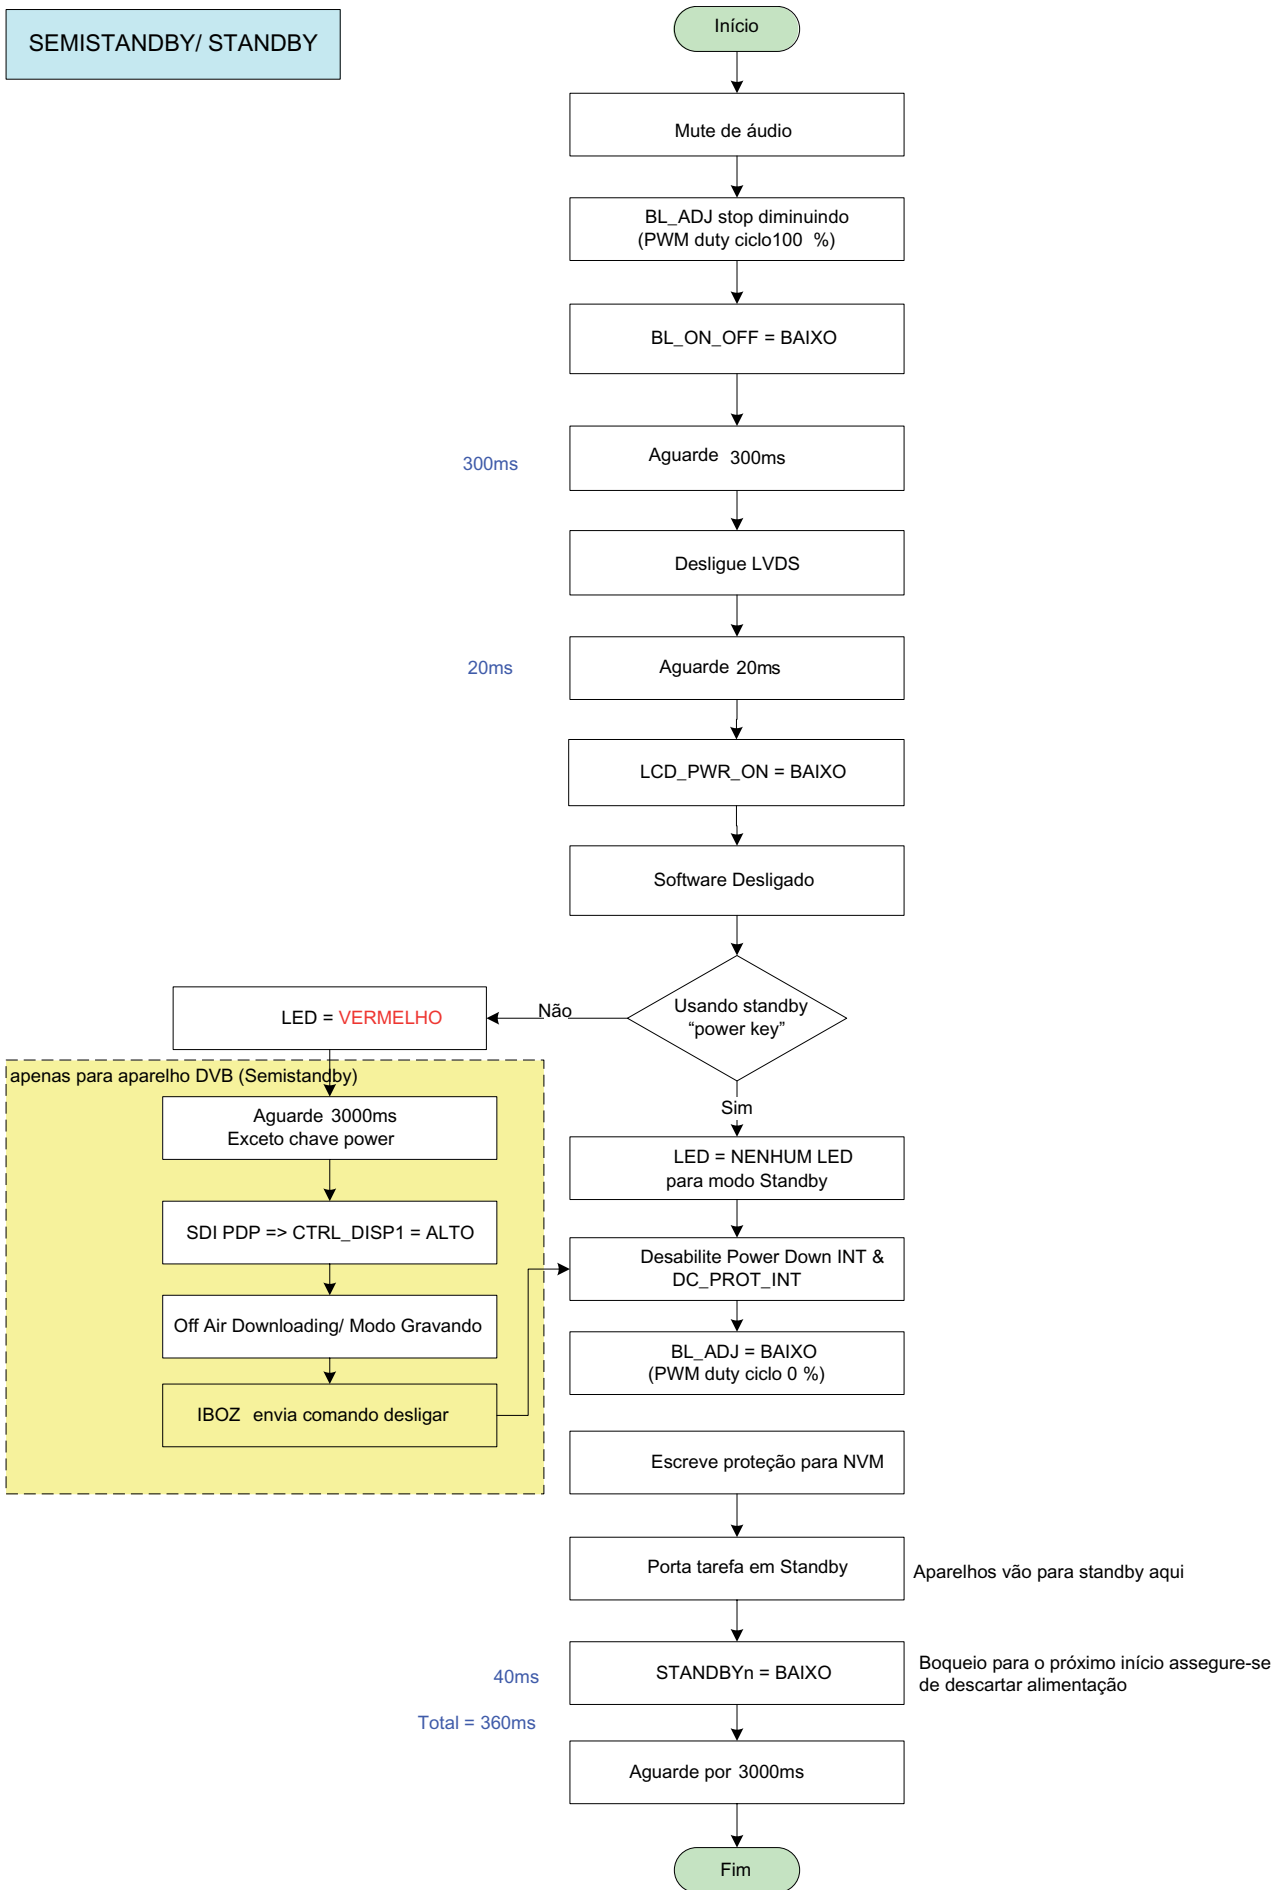 SEMISTANDBY/ STANDBY
Início
Mute de áudio
BL_ADJ stop diminuindo
(PWM duty ciclo100 %)
BL_ON_OFF = BAIXO
300ms
Aguarde 300ms
Desligue LVDS
20ms
Aguarde 20ms
LCD_PWR_ON = BAIXO
Software Desligado
Usando standby
“power key”
Não
LED = VERMELHO
apenas para aparelho DVB (Semistandby)
Aguarde 3000ms
Exceto chave power
SDI PDP => CTRL_DISP1 = ALTO
Off Air Downloading/ Modo Gravando
IBOZ envia comando desligar
Sim
LED = NENHUM LED
para modo Standby
Desabilite Power Down INT &
DC_PROT_INT
BL_ADJ = BAIXO
(PWM duty ciclo 0 %)
Escreve proteção para NVM
Porta tarefa em Standby
Aparelhos vão para standby aqui
40ms
STANDBYn = BAIXO
Boqueio para o próximo início assegure-se
de descartar alimentação
Total = 360ms
Aguarde por 3000ms
Fim